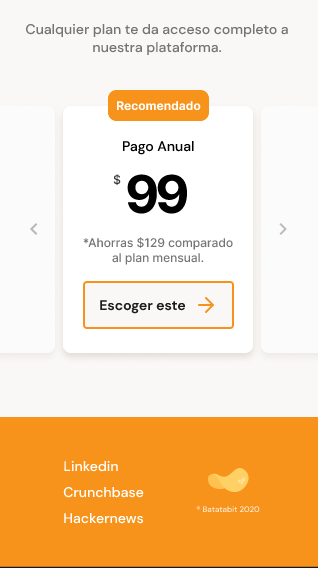 Cualquier plan te da acceso completo a
nuestra plataforma.
Recomendado
Pago Anual
$ 99
*Ahorras $129 comparado
al plan mensual.
Escoger este
Linkedin
Crunchbase
Hackernews
® Batatabit 2020